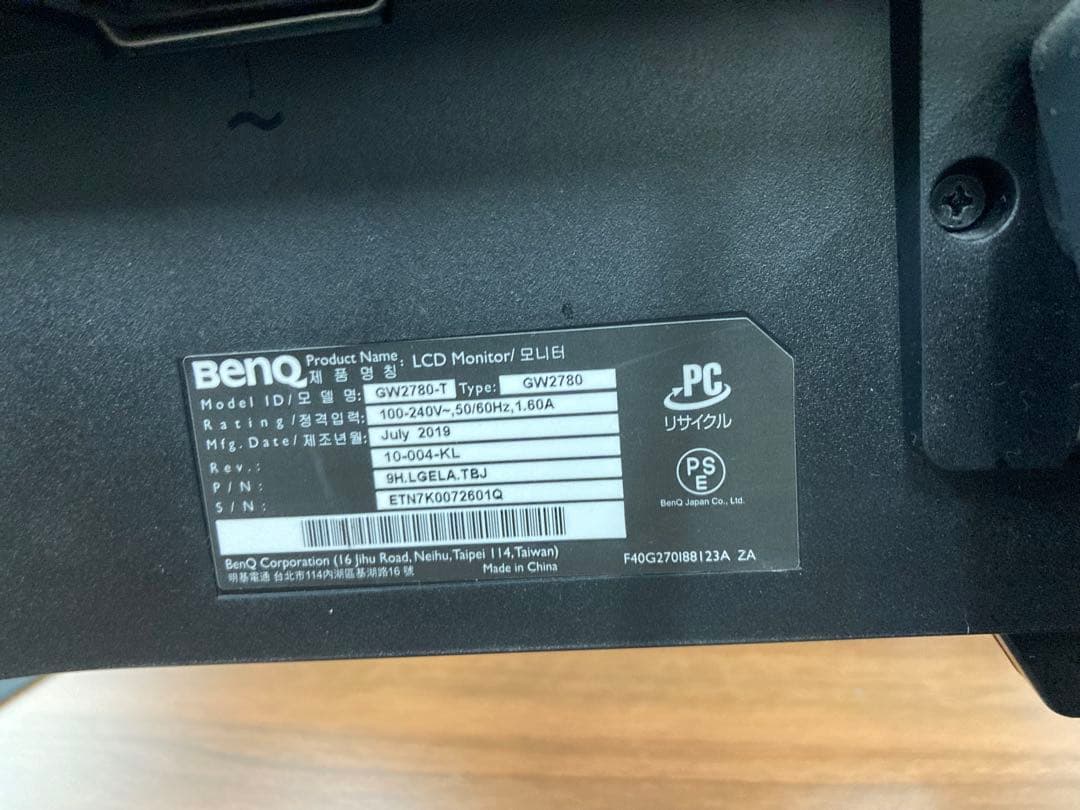 ~
BenQ Product Name : LCD Monitor/ 모니터
제 품 명 칭
Model ID/모 델 명: GW2780-T Type: GW2780
Rating/정격입력: 100-240V~,50/60Hz,1.60A
Mfg. Date/제조년월: July 2019
Rev.: 10-004-KL
P/N: 9H.LGELA.TBJ
S/N: ETN7K0072601Q
BenQ Corporation (16 Jihu Road, Neihu, Taipei 114, Taiwan)
明基電通 台北市114內湖區基湖路16 號 Made in China
PC
リサイクル
PS
E
BenQ Japan Co., Ltd.
F40G270I88123A ZA